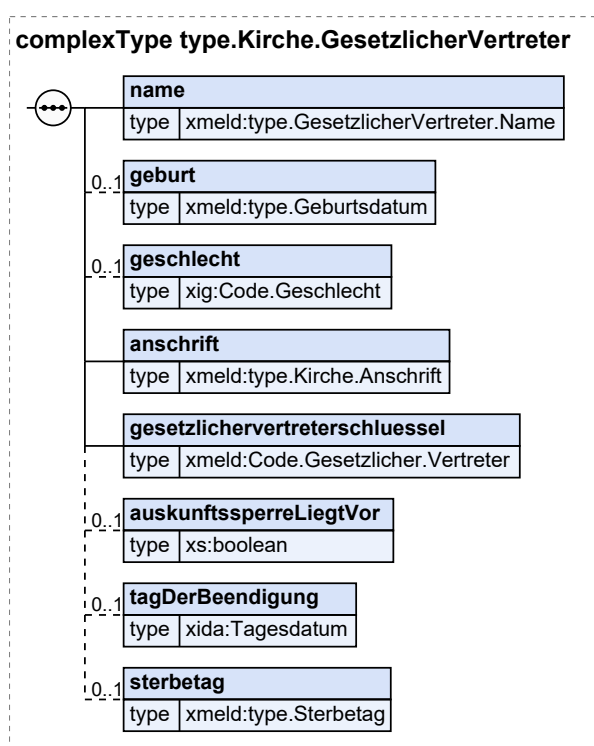 complexType type.Kirche.GesetzlicherVertreter
name
type xmeld:type.GesetzlicherVertreter.Name
0..1 geburt
type xmeld:type.Geburtsdatum
0..1 geschlecht
type xig:Code.Geschlecht
anschrift
type xmeld:type.Kirche.Anschrift
gesetzlichervertreterschluessel
type xmeld:Code.Gesetzlicher.Vertreter
0..1 auskunftssperreLiegtVor
type xs:boolean
0..1 tagDerBeendigung
type xida:Tagesdatum
0..1 sterbetag
type xmeld:type.Sterbetag